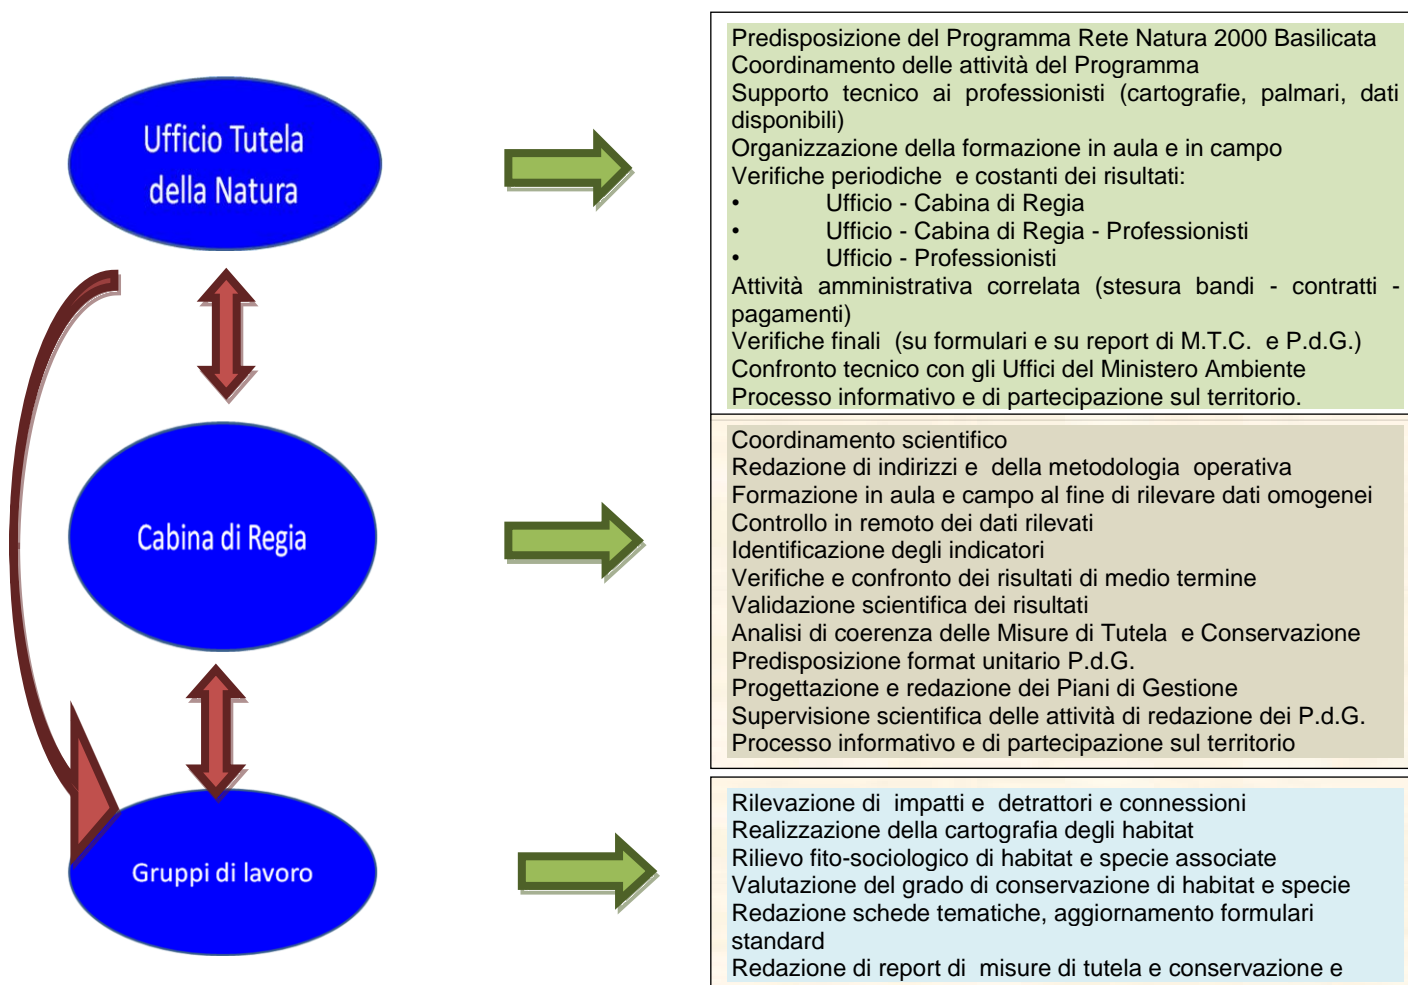 Ufficio Tutela
della Natura
Predisposizione del Programma Rete Natura 2000 Basilicata
Coordinamento delle attività del Programma
Supporto tecnico ai professionisti (cartografie, palmari, dati
disponibili)
Organizzazione della formazione in aula e in campo
Verifiche periodiche e costanti dei risultati:
• Ufficio - Cabina di Regia
• Ufficio - Cabina di Regia - Professionisti
• Ufficio - Professionisti
Attività amministrativa correlata (stesura bandi - contratti -
pagamenti)
Verifiche finali (su formulari e su report di M.T.C. e P.d.G.)
Confronto tecnico con gli Uffici del Ministero Ambiente
Processo informativo e di partecipazione sul territorio.
Cabina di Regia
Coordinamento scientifico
Redazione di indirizzi e della metodologia operativa
Formazione in aula e campo al fine di rilevare dati omogenei
Controllo in remoto dei dati rilevati
Identificazione degli indicatori
Verifiche e confronto dei risultati di medio termine
Validazione scientifica dei risultati
Analisi di coerenza delle Misure di Tutela e Conservazione
Predisposizione format unitario P.d.G.
Progettazione e redazione dei Piani di Gestione
Supervisione scientifica delle attività di redazione dei P.d.G.
Processo informativo e di partecipazione sul territorio
Gruppi di lavoro
Rilevazione di impatti e detrattori e connessioni
Realizzazione della cartografia degli habitat
Rilievo fito-sociologico di habitat e specie associate
Valutazione del grado di conservazione di habitat e specie
Redazione schede tematiche, aggiornamento formulari
standard
Redazione di report di misure di tutela e conservazione e